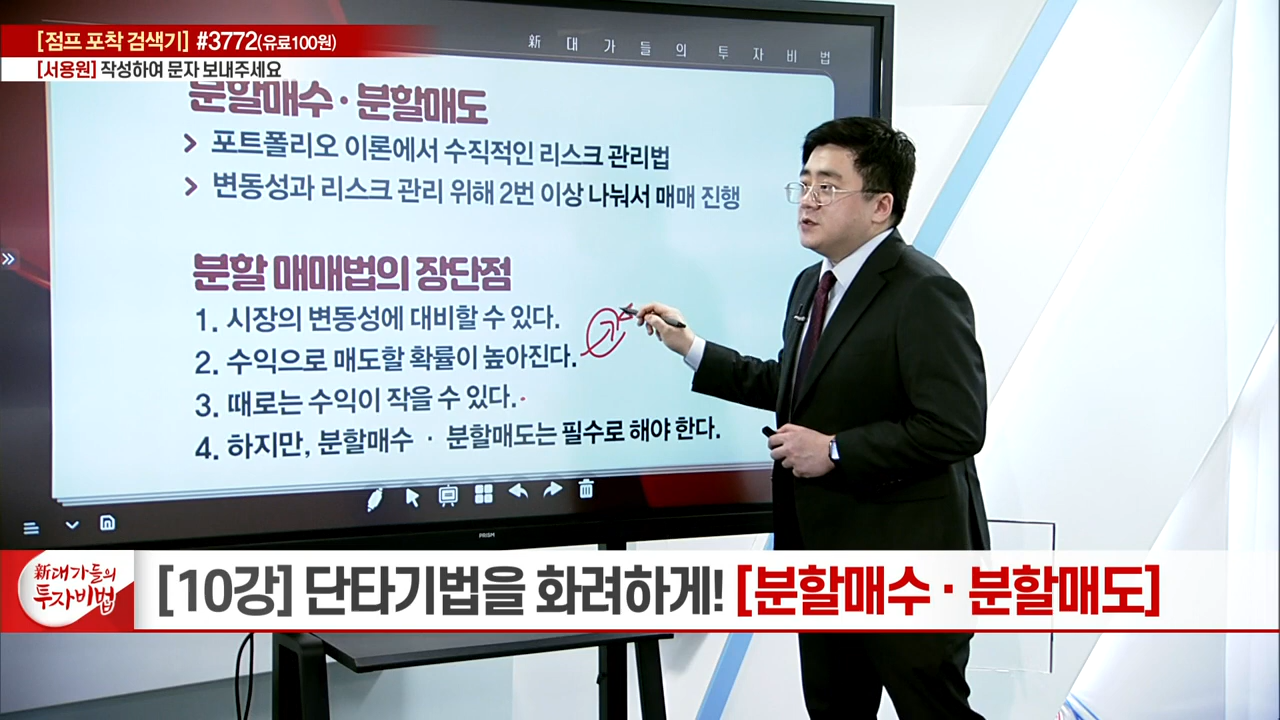 [점프 포착 검색기] #3772(유료100원)
[서용원] 작성하여 문자 보내주세요
新 대 가 들 의 투 자 비 법
분할매수 · 분할매도
포트폴리오 이론에서 수직적인 리스크 관리법
변동성과 리스크 관리 위해 2번 이상 나눠서 매매 진행
분할 매매법의 장단점
1. 시장의 변동성에 대비할 수 있다.
2. 수익으로 매도할 확률이 높아진다.
3. 때로는 수익이 작을 수 있다.
4. 하지만, 분할매수 · 분할매도는 필수로 해야 한다.
PRISM
新대가들의
투자비법
[10강] 단타기법을 화려하게! [분할매수 · 분할매도]